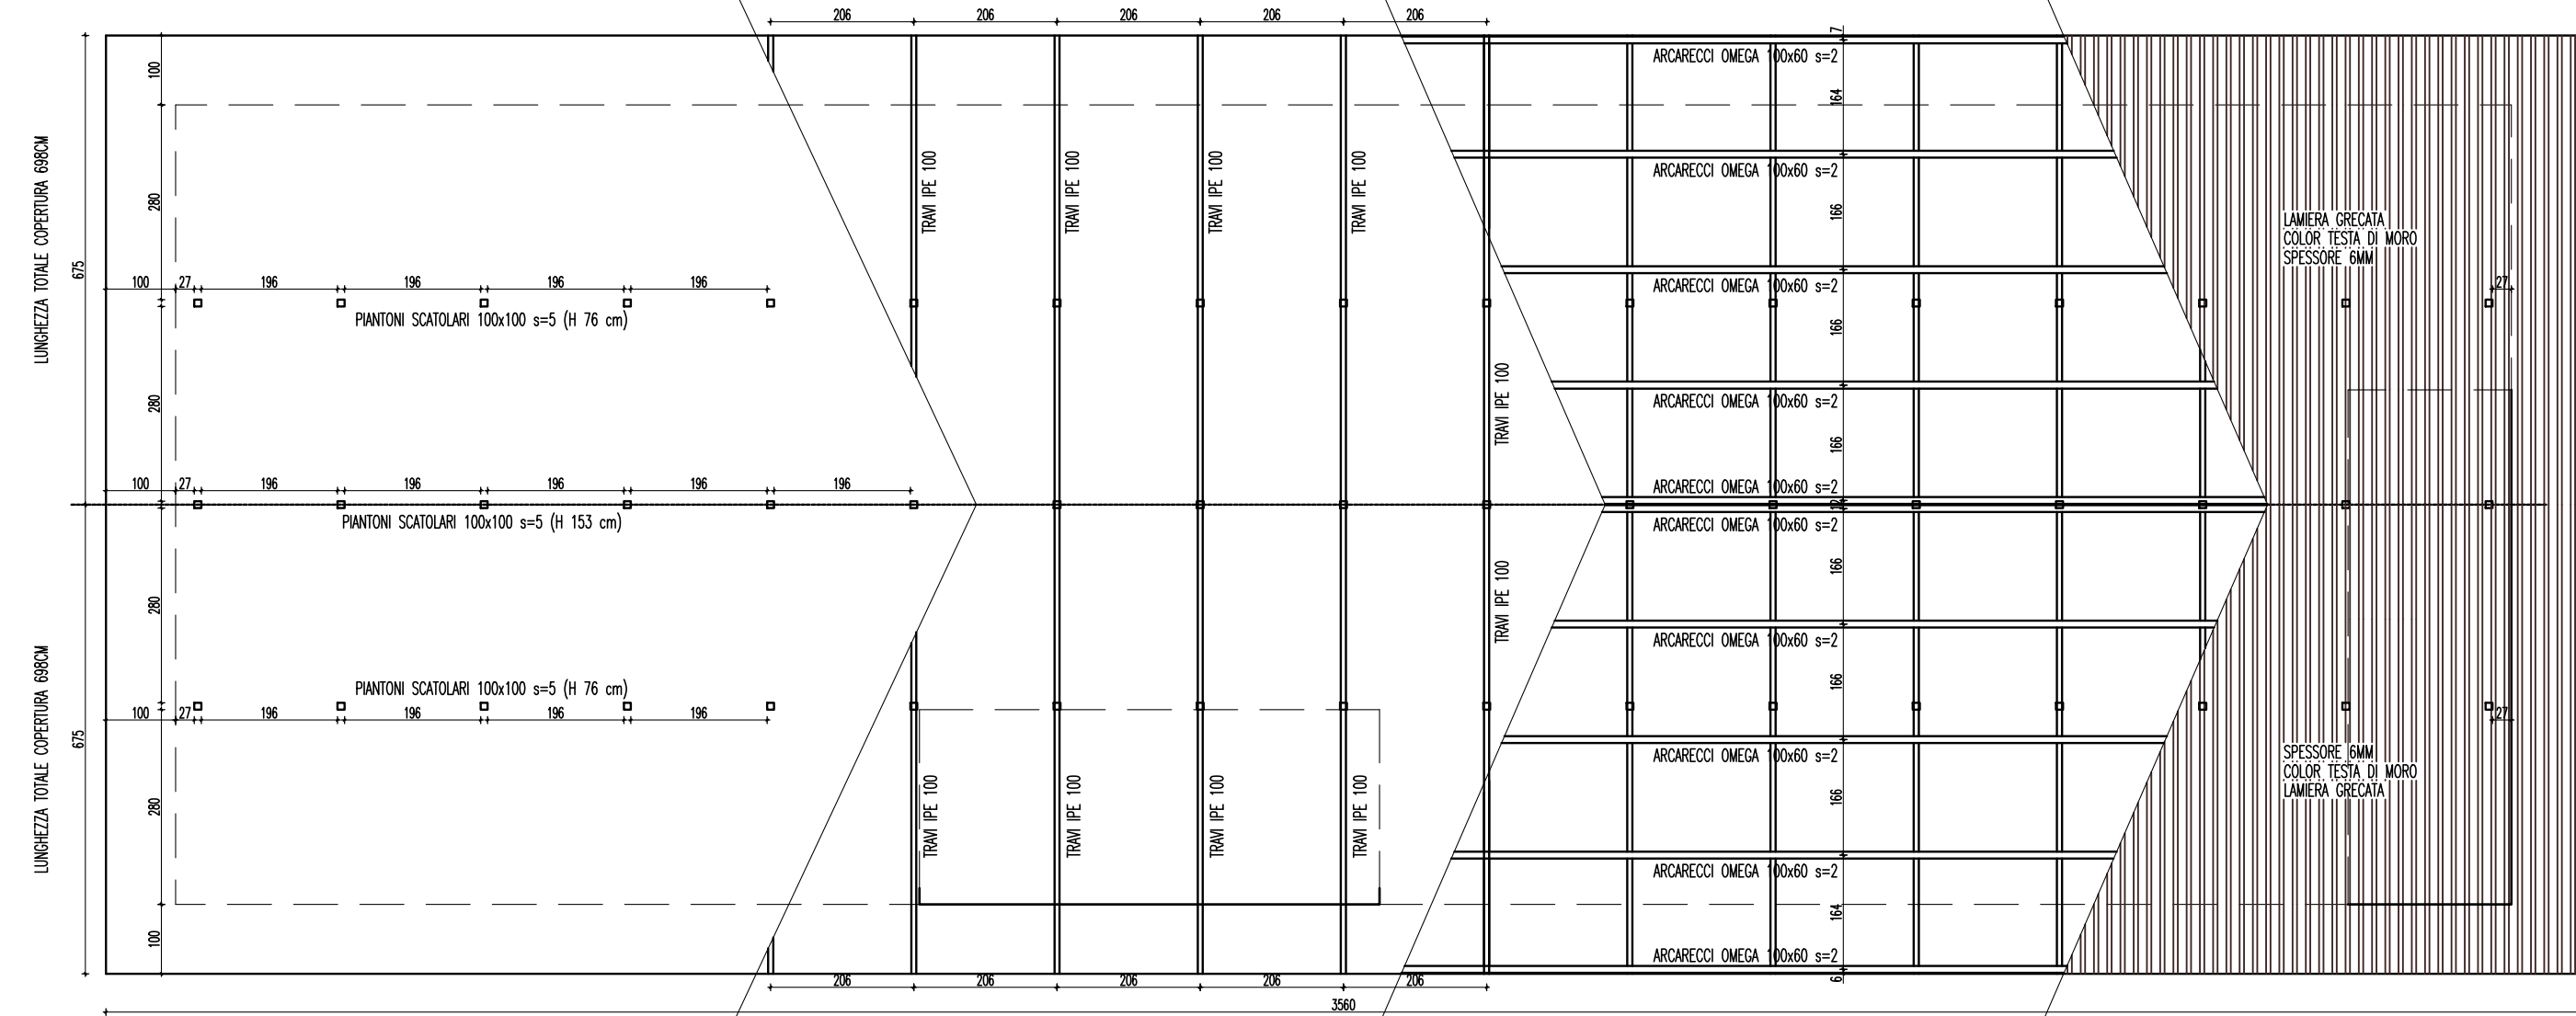 206 206 206 206 206
7
ARCARECCI OMEGA 100x60 s=2
100
164
ARCARECCI OMEGA 100x60 s=2
TRAVI IPE 100 TRAVI IPE 100 TRAVI IPE 100 TRAVI IPE 100
LUNGHEZZA TOTALE COPERTURA 698CM
280
166
LAMIERA GRECATA
COLOR TESTA DI MORO
SPESSORE 6MM
675
100 27 196 196 196 196
ARCARECCI OMEGA 100x60 s=2
27
PIANTONI SCATOLARI 100x100 s=5 (H 76 cm)
166
280
ARCARECCI OMEGA 100x60 s=2
TRAVI IPE 100
166
100 27 196 196 196 196 196
ARCARECCI OMEGA 100x60 s=2
PIANTONI SCATOLARI 100x100 s=5 (H 153 cm)
ARCARECCI OMEGA 100x60 s=2
166
280
TRAVI IPE 100
ARCARECCI OMEGA 100x60 s=2
166
PIANTONI SCATOLARI 100x100 s=5 (H 76 cm)
100 27 196 196 196 196
27
LUNGHEZZA TOTALE COPERTURA 698CM
675
ARCARECCI OMEGA 100x60 s=2
SPESSORE 6MM
COLOR TESTA DI MORO
LAMIERA GRECATA
280
166
TRAVI IPE 100 TRAVI IPE 100 TRAVI IPE 100 TRAVI IPE 100
ARCARECCI OMEGA 100x60 s=2
164
100
ARCARECCI OMEGA 100x60 s=2
6
206 206 206 206 206
3560